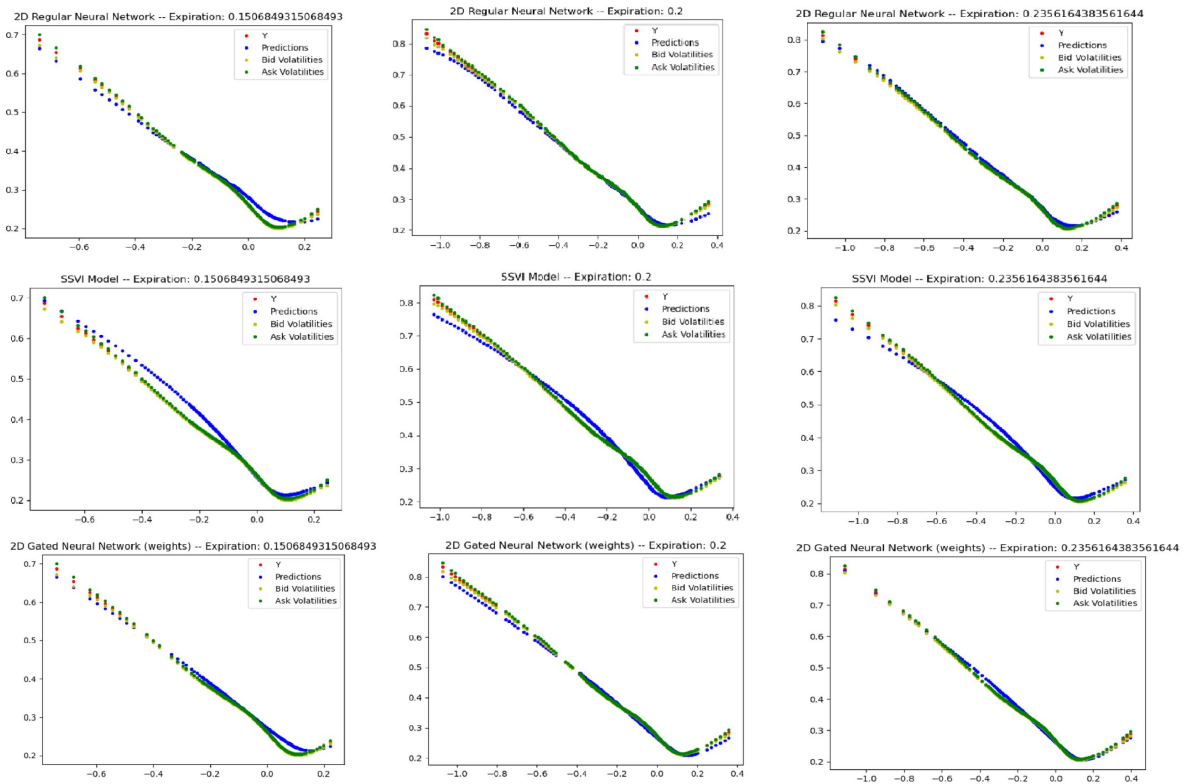 2D Regular Neural Network -- Expiration: 0.1506849315068493
0.7
0.6
0.5
0.4
0.3
0.2
Y
Predictions
Bid Volatilities
Ask Volatilities
−0.6
−0.4
−0.2
0.0
0.2
2D Regular Neural Network -- Expiration: 0.2
0.8
0.7
0.6
0.5
0.4
0.3
0.2
Y
Predictions
Bid Volatilities
Ask Volatilities
−1.0
−0.8
−0.6
−0.4
−0.2
0.0
0.2
0.4
2D Regular Neural Network -- Expiration: 0.2356164383561644
0.8
0.7
0.6
0.5
0.4
0.3
0.2
Y
Predictions
Bid Volatilities
Ask Volatilities
−1.0
−0.8
−0.6
−0.4
−0.2
0.0
0.2
0.4
SSVI Model -- Expiration: 0.1506849315068493
0.7
0.6
0.5
0.4
0.3
0.2
Y
Predictions
Bid Volatilities
Ask Volatilities
−0.6
−0.4
−0.2
0.0
0.2
SSVI Model -- Expiration: 0.2
0.8
0.7
0.6
0.5
0.4
0.3
0.2
Y
Predictions
Bid Volatilities
Ask Volatilities
−1.0
−0.8
−0.6
−0.4
−0.2
0.0
0.2
0.4
SSVI Model -- Expiration: 0.2356164383561644
0.8
0.7
0.6
0.5
0.4
0.3
0.2
Y
Predictions
Bid Volatilities
Ask Volatilities
−1.0
−0.8
−0.6
−0.4
−0.2
0.0
0.2
0.4
2D Gated Neural Network (weights) -- Expiration: 0.1506849315068493
0.7
0.6
0.5
0.4
0.3
0.2
Y
Predictions
Bid Volatilities
Ask Volatilities
−0.6
−0.4
−0.2
0.0
0.2
2D Gated Neural Network (weights) -- Expiration: 0.2
0.8
0.7
0.6
0.5
0.4
0.3
0.2
Y
Predictions
Bid Volatilities
Ask Volatilities
−1.0
−0.8
−0.6
−0.4
−0.2
0.0
0.2
0.4
2D Gated Neural Network (weights) -- Expiration: 0.2356164383561644
0.8
0.7
0.6
0.5
0.4
0.3
0.2
Y
Predictions
Bid Volatilities
Ask Volatilities
−1.0
−0.8
−0.6
−0.4
−0.2
0.0
0.2
0.4